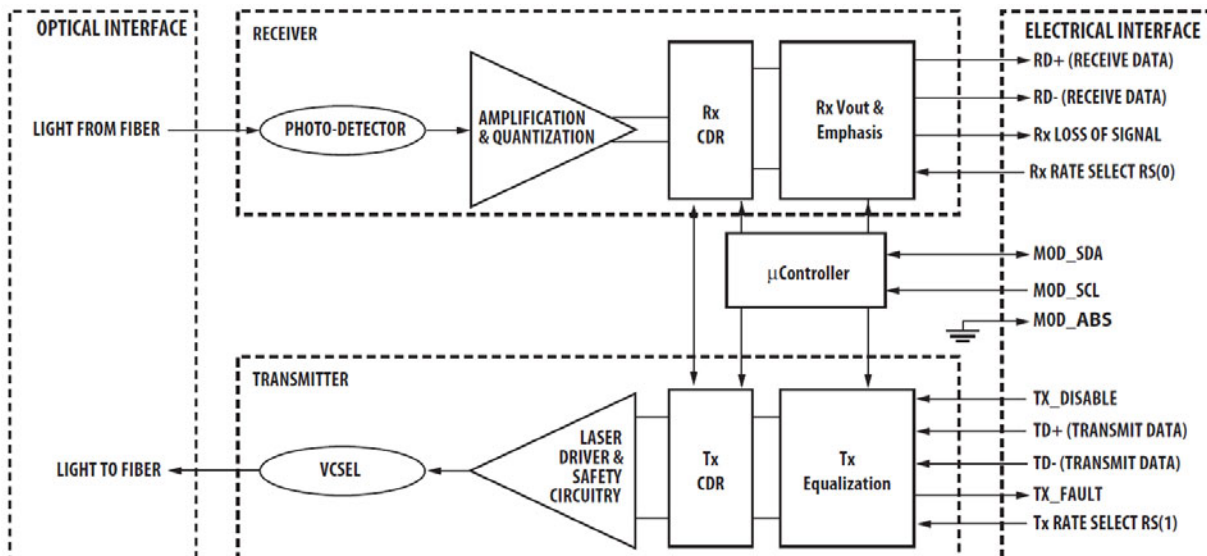 OPTICAL INTERFACE
LIGHT FROM FIBER
LIGHT TO FIBER
RECEIVER
PHOTO-DETECTOR
AMPLIFICATION
& QUANTIZATION
Rx
CDR
Rx Vout &
Emphasis
µController
TRANSMITTER
VCSEL
LASER
DRIVER &
SAFETY
CIRCUITRY
Tx
CDR
Tx
Equalization
ELECTRICAL INTERFACE
RD+ (RECEIVE DATA)
RD- (RECEIVE DATA)
Rx LOSS OF SIGNAL
Rx RATE SELECT RS(0)
MOD_SDA
MOD_SCL
MOD_ABS
TX_DISABLE
TD+ (TRANSMIT DATA)
TD- (TRANSMIT DATA)
TX_FAULT
Tx RATE SELECT RS(1)